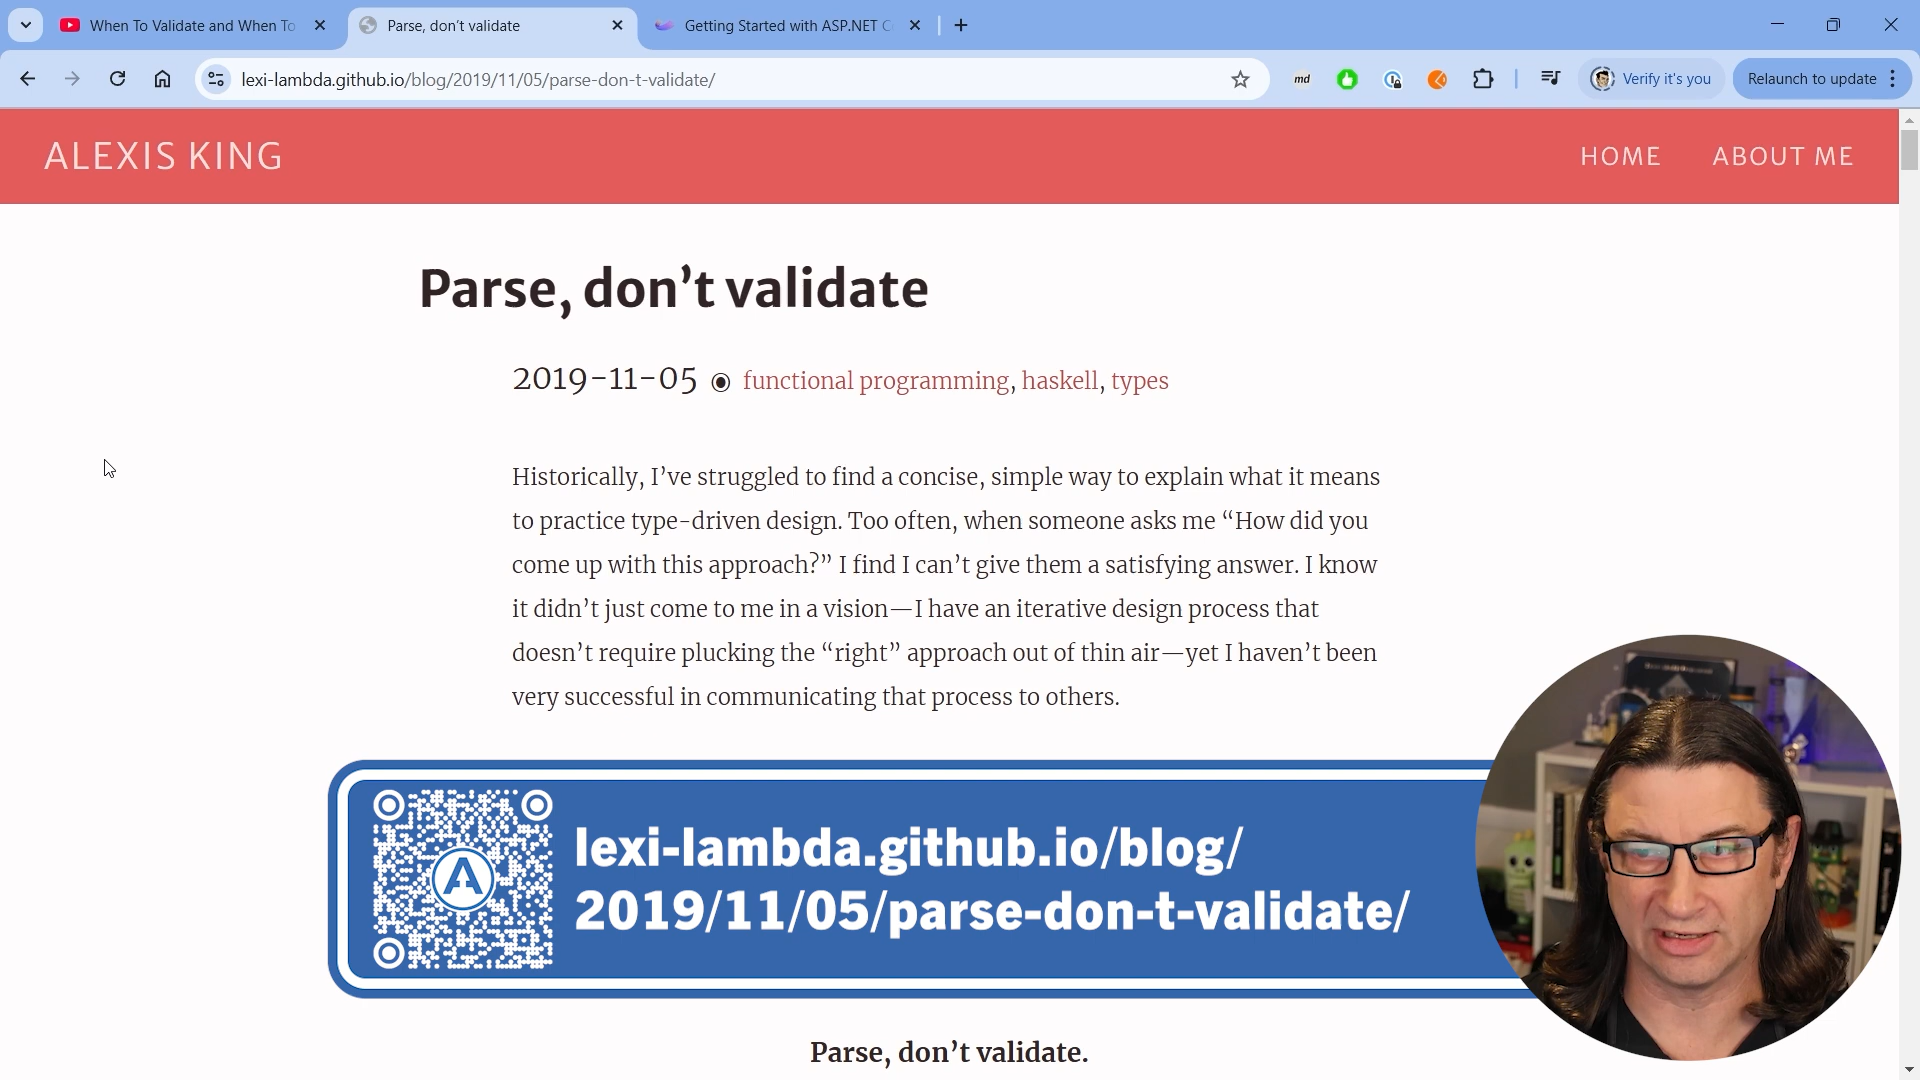 When To Validate and When To
Parse, don't validate
Getting Started with ASP.NET C
lexi-lambda.github.io/blog/2019/11/05/parse-don-t-validate/
md
Verify it's you
Relaunch to update
ALEXIS KING
HOME
ABOUT ME
Parse, don’t validate
2019-11-05 ◉ functional programming, haskell, types
Historically, I’ve struggled to find a concise, simple way to explain what it means
to practice type-driven design. Too often, when someone asks me “How did you
come up with this approach?” I find I can’t give them a satisfying answer. I know
it didn’t just come to me in a vision—I have an iterative design process that
doesn’t require plucking the “right” approach out of thin air—yet I haven’t been
very successful in communicating that process to others.
A
lexi-lambda.github.io/blog/
2019/11/05/parse-don-t-validate/
Parse, don’t validate.